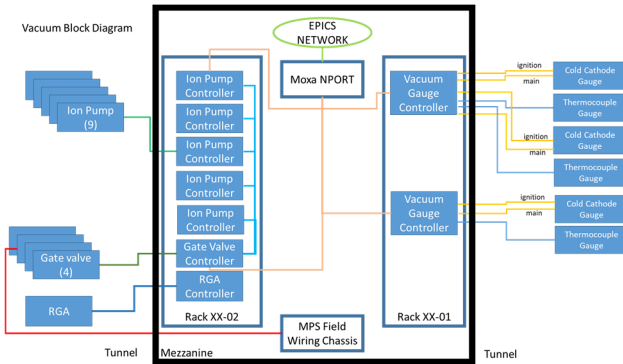 Vacuum Block Diagram
EPICS
NETWORK
Moxa NPORT
Ion Pump
Controller
Ion Pump
Controller
Ion Pump
Controller
Ion Pump
Controller
Ion Pump
Controller
Gate Valve
Controller
RGA
Controller
Rack XX-02
Ion Pump
(9)
Gate valve
(4)
RGA
Vacuum
Gauge
Controller
Vacuum
Gauge
Controller
Rack XX-01
ignition
main
Cold Cathode
Gauge
Thermocouple
Gauge
ignition
main
Cold Cathode
Gauge
Thermocouple
Gauge
ignition
main
Cold Cathode
Gauge
Thermocouple
Gauge
MPS Field
Wiring Chassis
Tunnel
Mezzanine
Tunnel